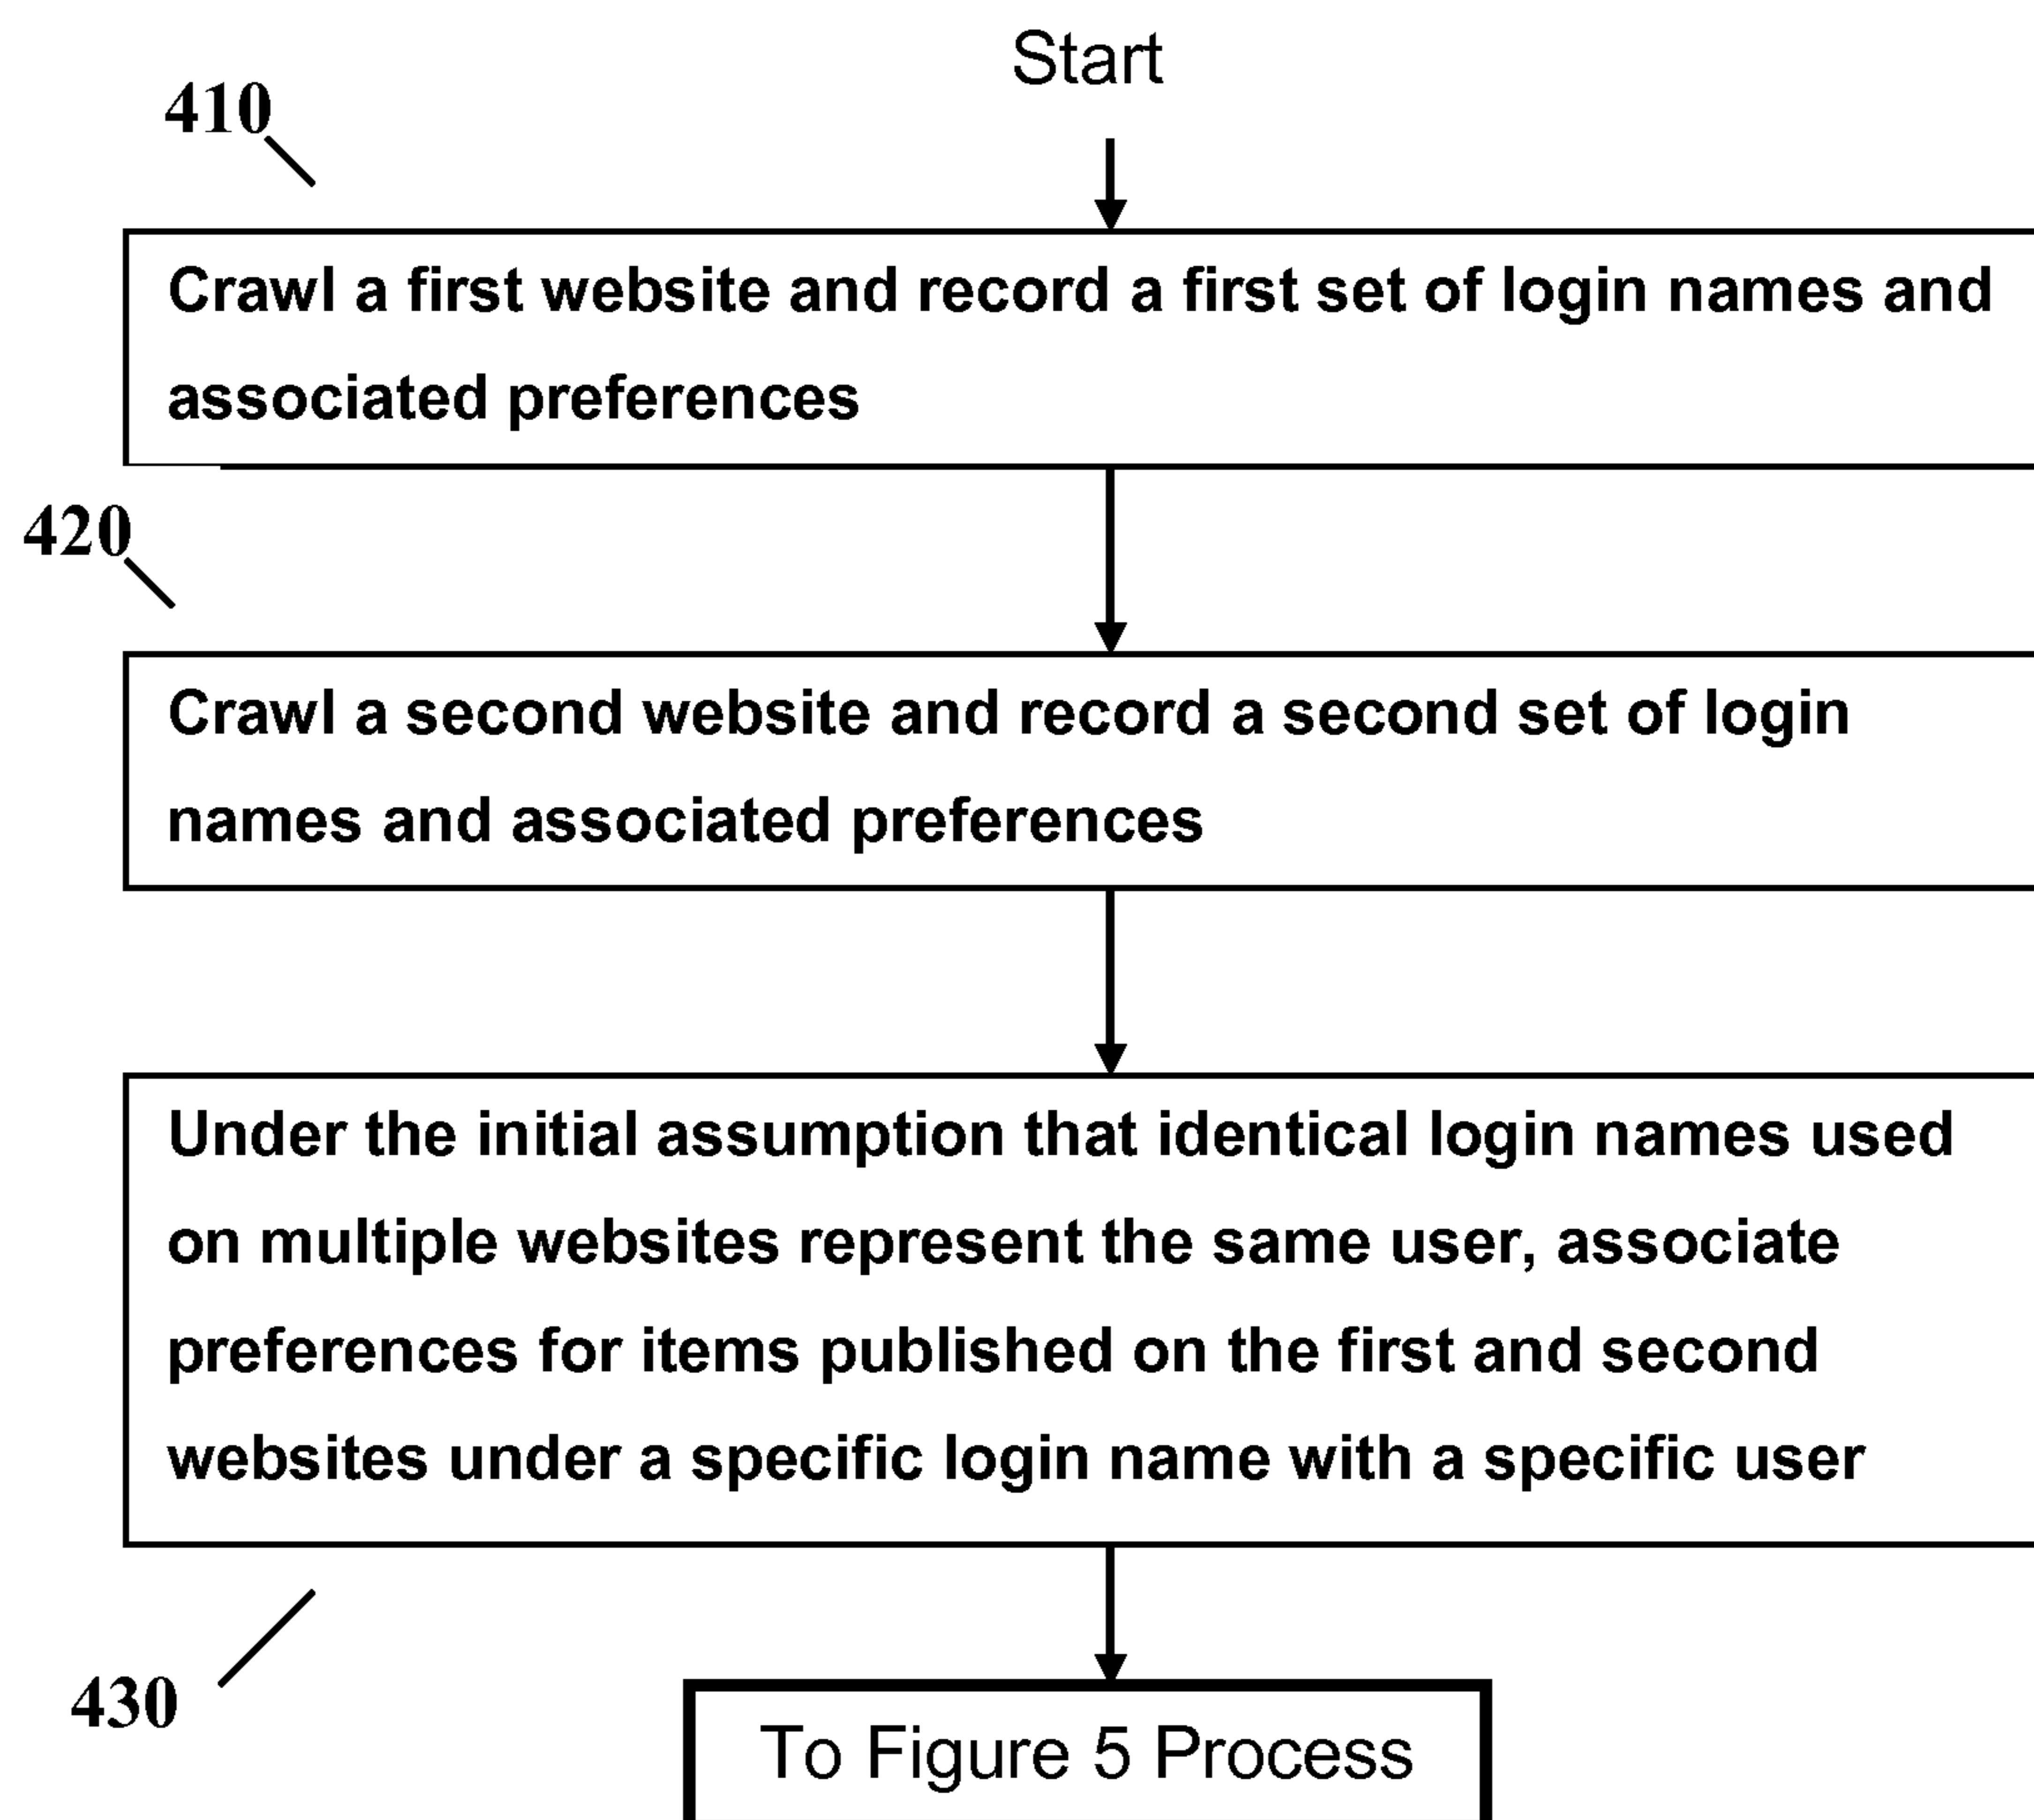 Start
410
Crawl a first website and record a first set of login names and
associated preferences
420
Crawl a second website and record a second set of login
names and associated preferences
Under the initial assumption that identical login names used
on multiple websites represent the same user, associate
preferences for items published on the first and second
websites under a specific login name with a specific user
430
To Figure 5 Process